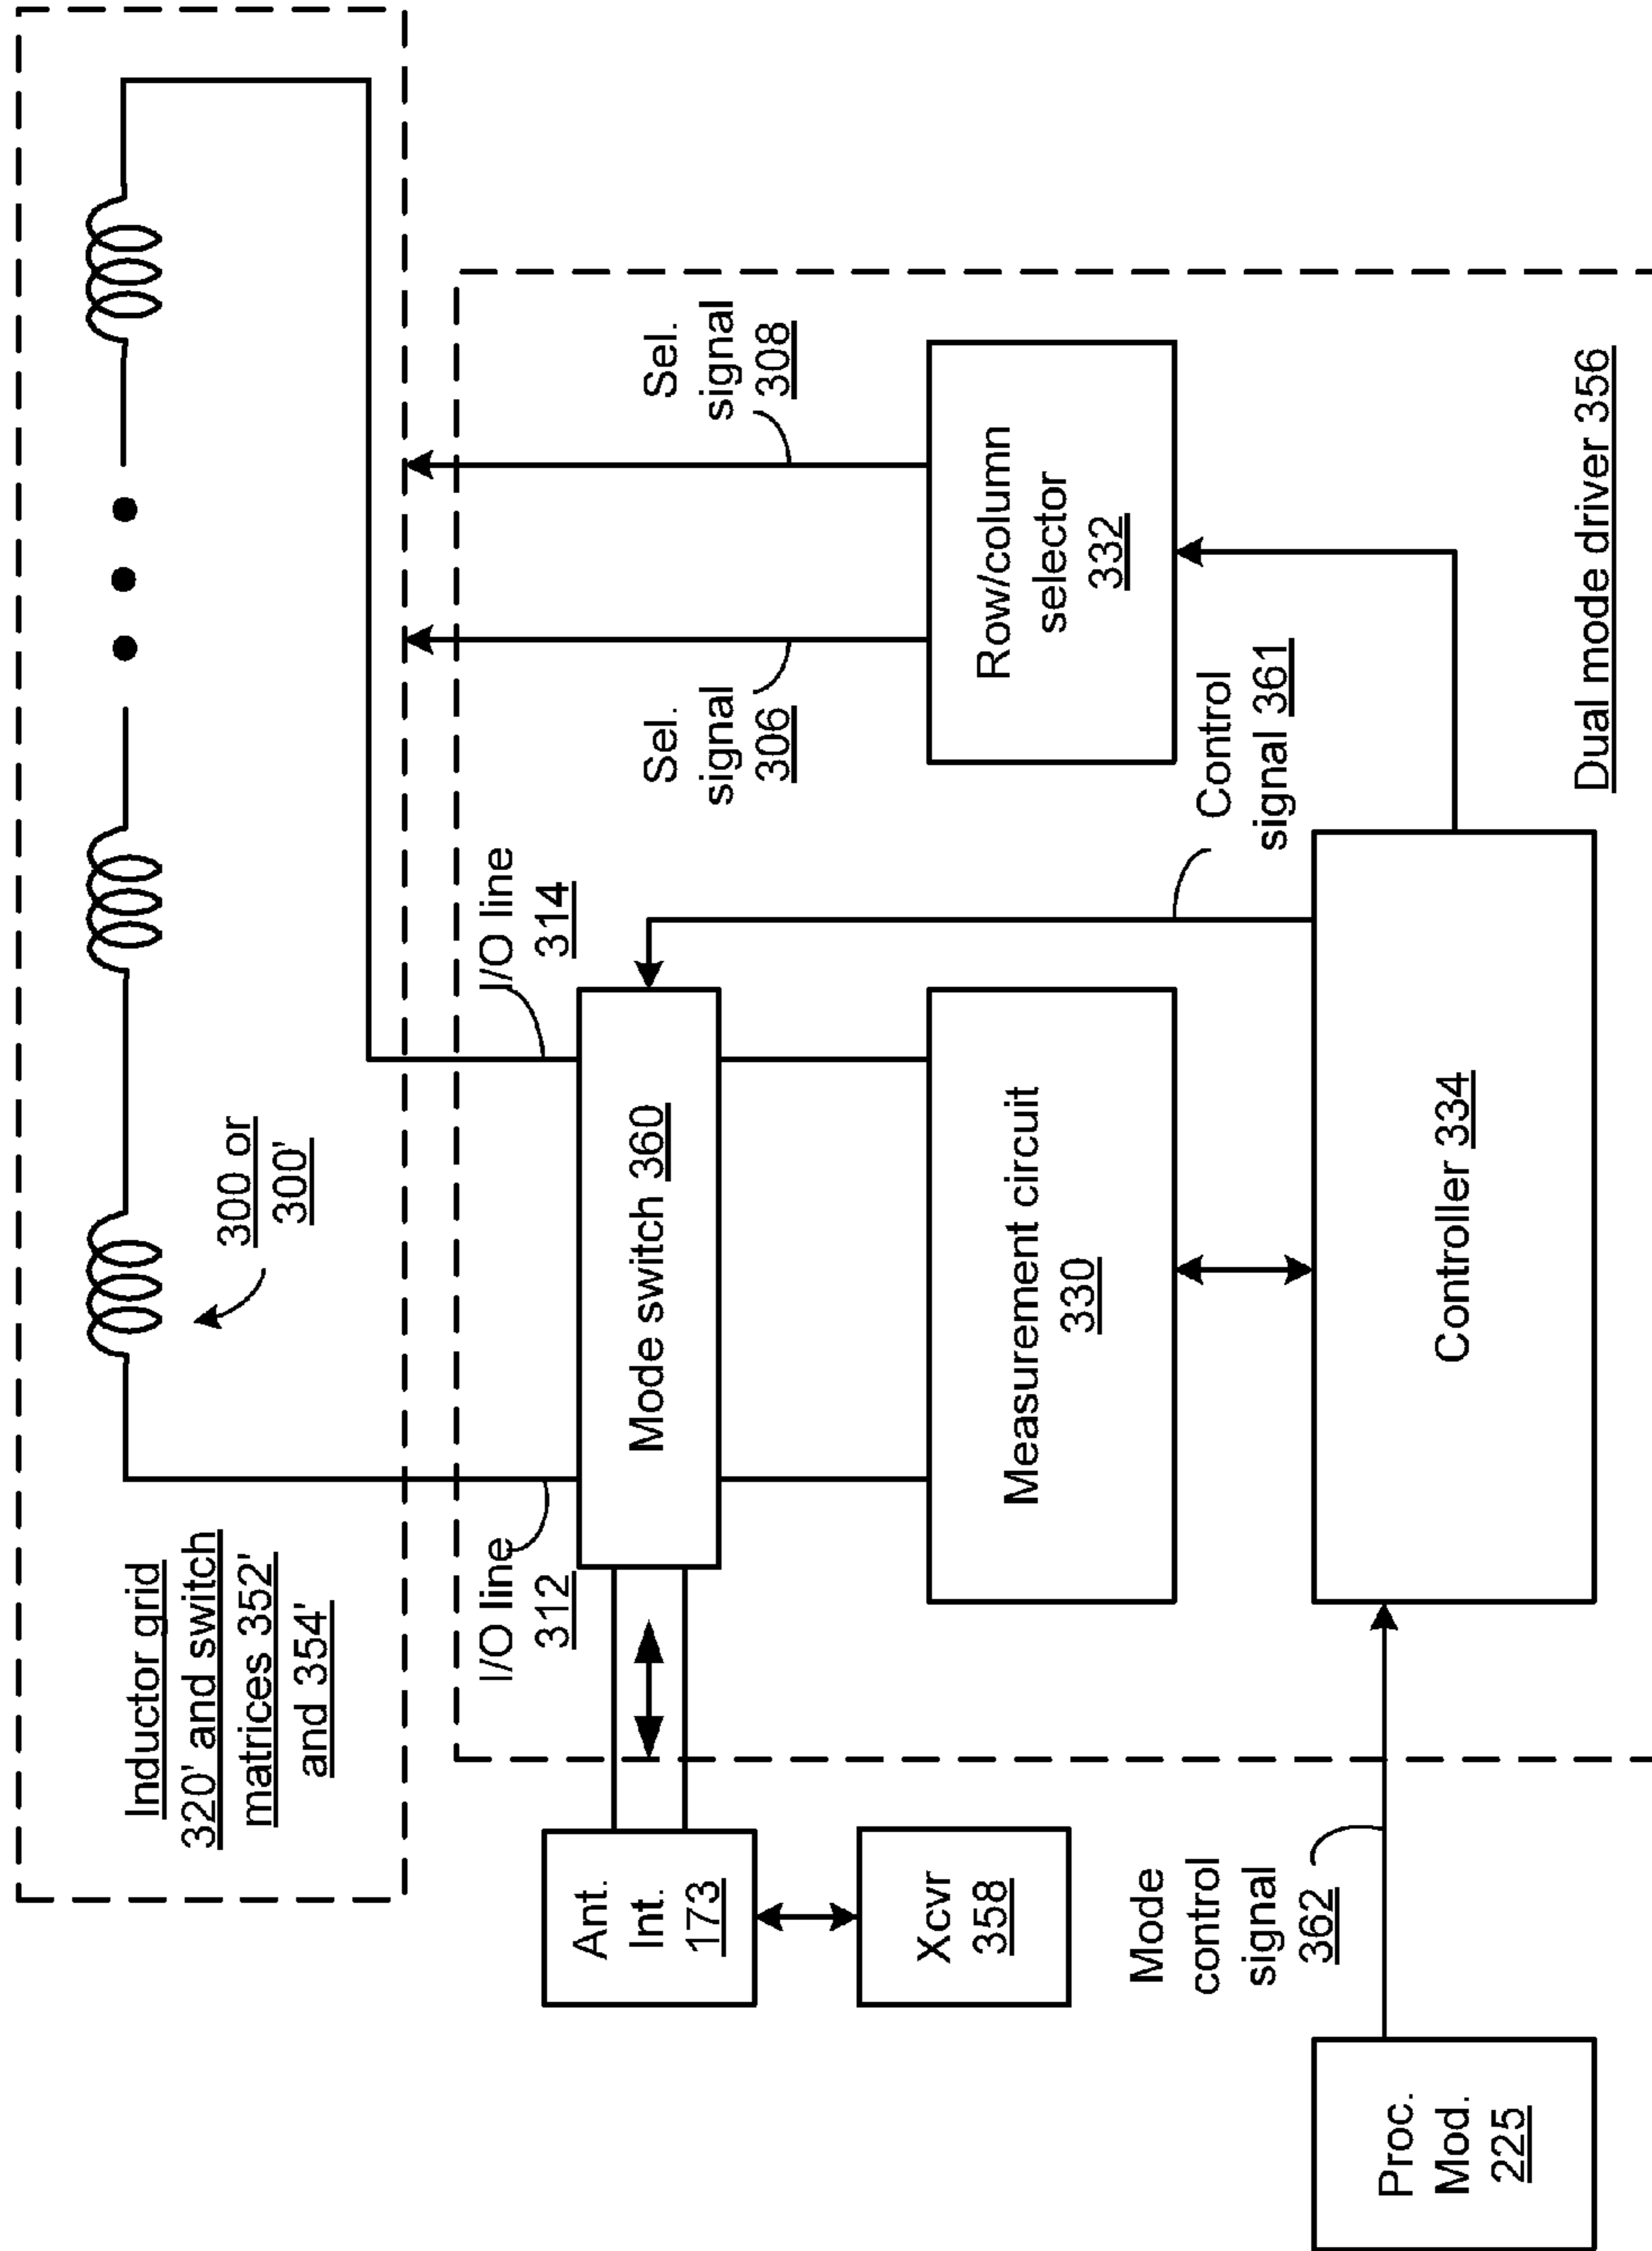 Inductor grid
320' and switch
matrices 352'
and 354'
300 or
300'
I/O line
312
I/O line
314
Sel.
signal
306
Sel.
signal
308
Ant.
Int.
173
Mode switch 360
Xcvr
358
Measurement circuit
330
Row/column
selector
332
Control
signal 361
Mode
control
signal
362
Proc.
Mod.
225
Controller 334
Dual mode driver 356